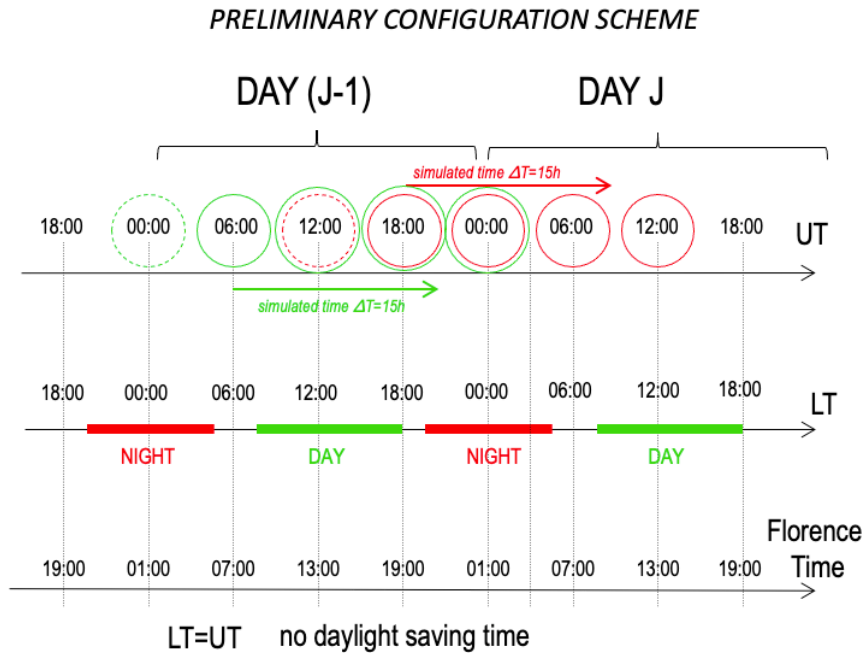 PRELIMINARY CONFIGURATION SCHEME
DAY (J-1) DAY J
simulated time ΔT=15h
18:00 00:00 06:00 12:00 18:00 00:00 06:00 12:00 18:00 UT
simulated time ΔT=15h
18:00 00:00 06:00 12:00 18:00 00:00 06:00 12:00 18:00 LT
NIGHT DAY NIGHT DAY
Florence
Time
19:00 01:00 07:00 13:00 19:00 01:00 07:00 13:00 19:00
LT=UT no daylight saving time